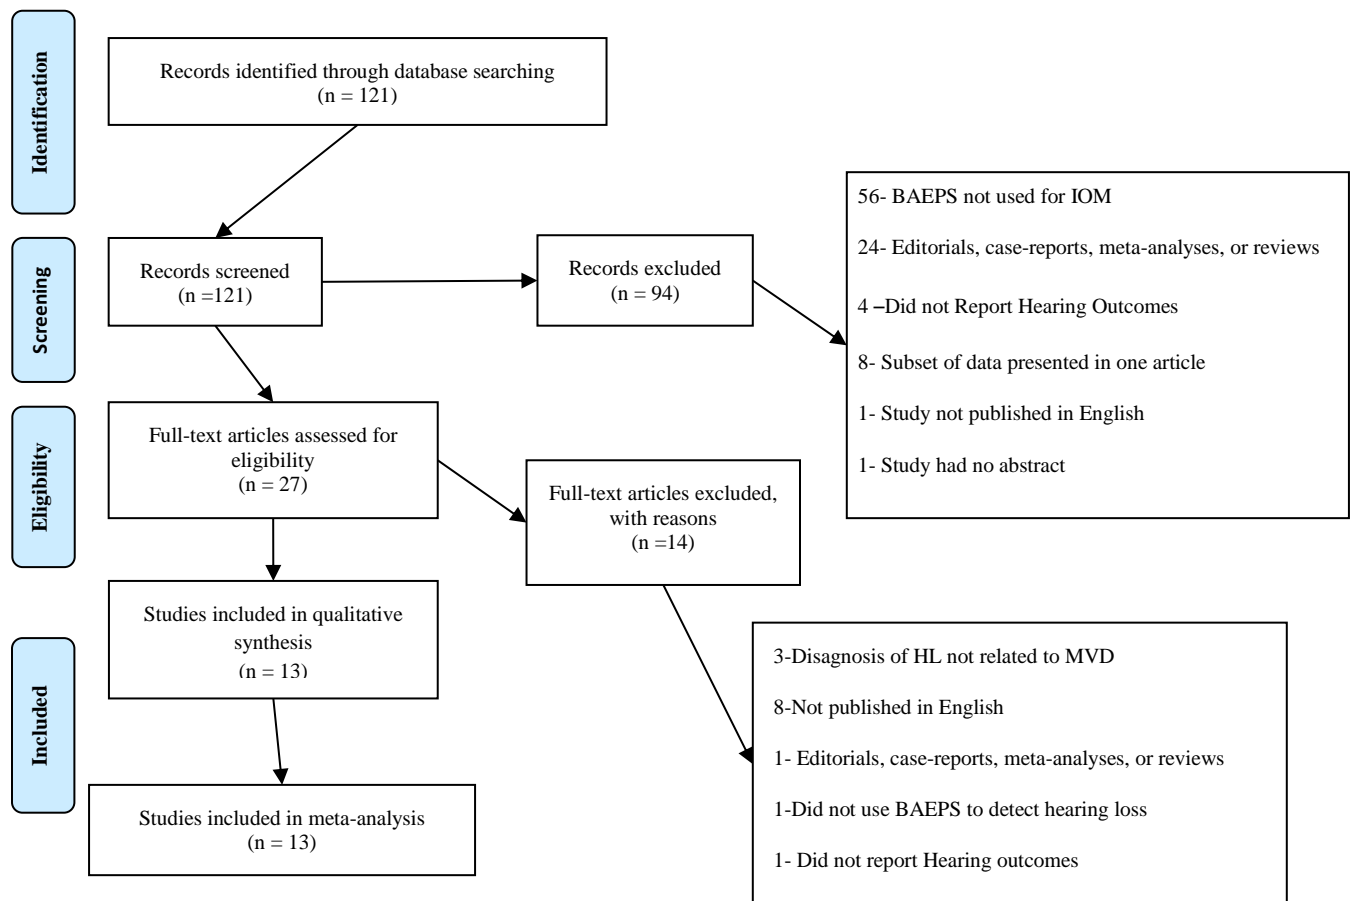 Identification
Records identified through database searching
(n = 121)
Screening
Records screened
(n =121)
Records excluded
(n = 94)
56- BAEPS not used for IOM
24- Editorials, case-reports, meta-analyses, or reviews
4 –Did not Report Hearing Outcomes
8- Subset of data presented in one article
1- Study not published in English
1- Study had no abstract
Eligibility
Full-text articles assessed for
eligibility
(n = 27)
Full-text articles excluded,
with reasons
(n =14)
3-Disagnosis of HL not related to MVD
8-Not published in English
1- Editorials, case-reports, meta-analyses, or reviews
1-Did not use BAEPS to detect hearing loss
1- Did not report Hearing outcomes
Studies included in qualitative
synthesis
(n = 13)
Included
Studies included in meta-analysis
(n = 13)